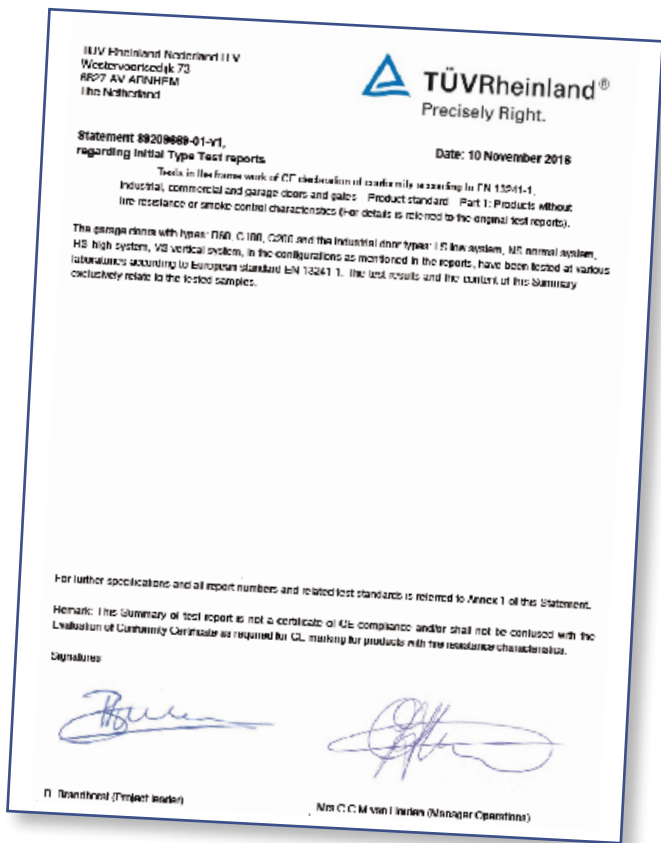 TÜV Rheinland Nederland B.V.
Westervoortsedijk 73
6827 AV ARNHEM
The Netherland
TÜVRheinland®
Precisely Right.
Statement 89209669-01-v1,
regarding Initial Type Test reports
Date: 10 November 2016
Tests in the frame work of CE declaration of conformity according to EN 13241-1,
Industrial, commercial and garage doors and gates - Product standard - Part 1: Products without
fire resistance or smoke control characteristics (For details is referred to the original test reports).
The garage doors with types: C100, C200 and the industrial door types: LS low system, NS normal system,
HS high system, VS vertical system, in the configurations as mentioned in the reports, have been tested at various
laboratories according to European standard EN 13241-1. The test results and the content of this Summary
exclusively relate to the tested samples.
For further specifications and all report numbers and related test standards is referred to Annex 1 of this Statement.
Remark: This Summary of test report is not a certificate of CE compliance and/or shall not be confused with the
Evaluation of Conformity Certificate as required for CE marking for products with fire resistance characteristics.
Signatures
Brandhorst (Project leader)
Mrs C.C.M van Houten (Manager Operations)